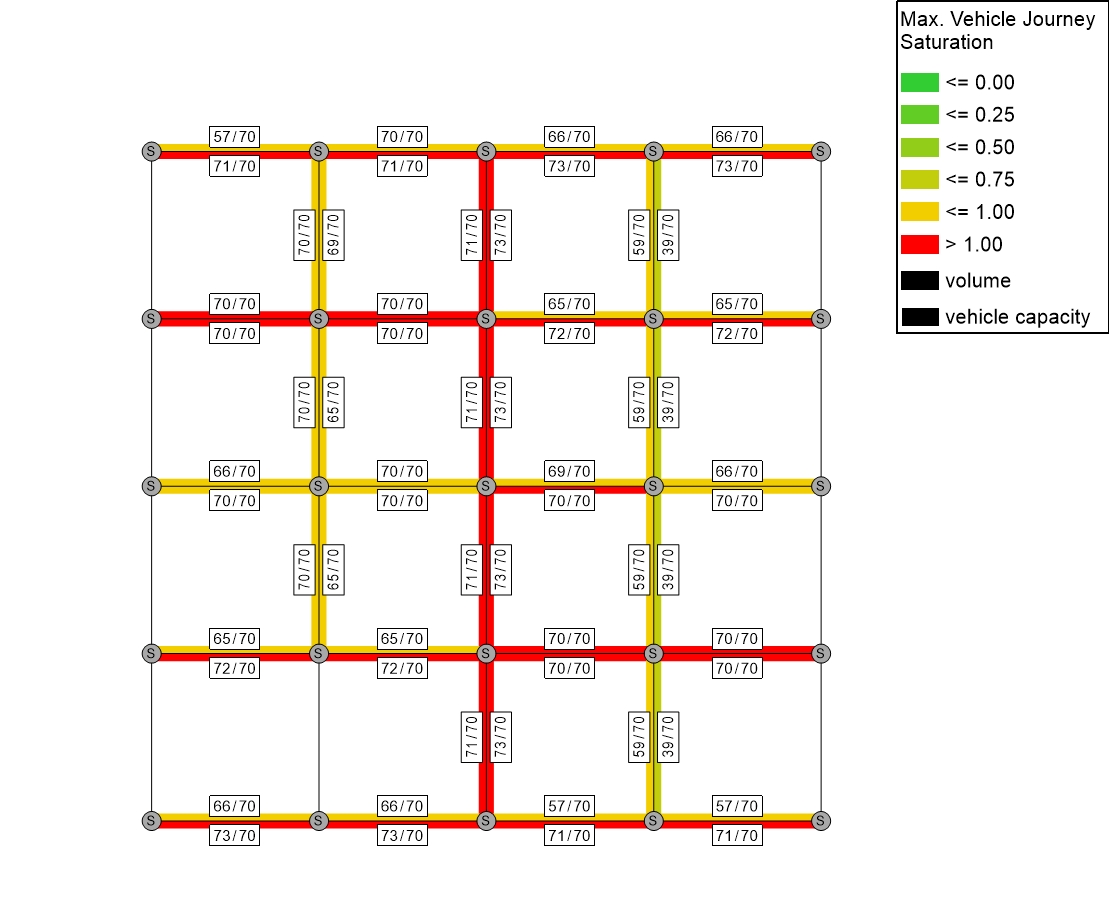 Max. Vehicle Journey
Saturation
<= 0.00
<= 0.25
<= 0.50
<= 0.75
<= 1.00
> 1.00
volume
vehicle capacity
57/70 70/70 66/70 66/70
S S S S S
71/70 71/70 73/70 73/70
70/70 69/70 71/70 73/70 59/70 39/70
70/70 70/70 65/70 65/70
S S S S S
70/70 70/70 72/70 72/70
70/70 65/70 71/70 73/70 59/70 39/70
66/70 70/70 69/70 66/70
S S S S S
70/70 70/70 70/70 70/70
70/70 65/70 71/70 73/70 59/70 39/70
65/70 65/70 70/70 70/70
S S S S S
72/70 72/70 70/70 70/70
71/70 73/70 59/70 39/70
66/70 66/70 57/70 57/70
S S S S S
73/70 73/70 71/70 71/70